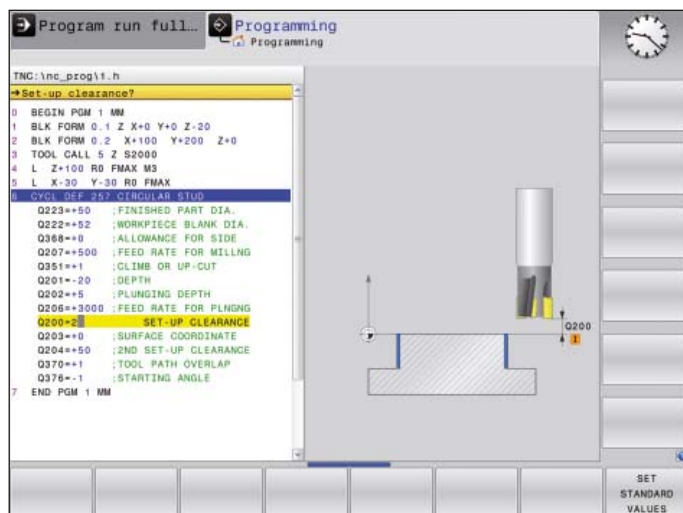 Program run full...
Programming
Programming
TNC:\nc_prog\1.h
→Set-up clearance?
0 BEGIN PGM 1 MM
1 BLK FORM 0.1 Z X+0 Y+0 Z-20
2 BLK FORM 0.2 X+100 Y+200 Z+0
3 TOOL CALL 5 Z S2000
4 L Z+100 R0 FMAX M3
5 L X-30 Y-30 R0 FMAX
6 CYCL DEF 257 CIRCULAR STUD
Q223=+50 ;FINISHED PART DIA.
Q222=+52 ;WORKPIECE BLANK DIA.
Q368=+0 ;ALLOWANCE FOR SIDE
Q207=+500 ;FEED RATE FOR MILLNG
Q351=+1 ;CLIMB OR UP-CUT
Q201=-20 ;DEPTH
Q202=+5 ;PLUNGING DEPTH
Q206=+3000 ;FEED RATE FOR PLNGNG
Q200=2 SET-UP CLEARANCE
Q203=+0 ;SURFACE COORDINATE
Q204=+50 ;2ND SET-UP CLEARANCE
Q370=+1 ;TOOL PATH OVERLAP
Q376=-1 ;STARTING ANGLE
7 END PGM 1 MM
Q200
1
SET
STANDARD
VALUES